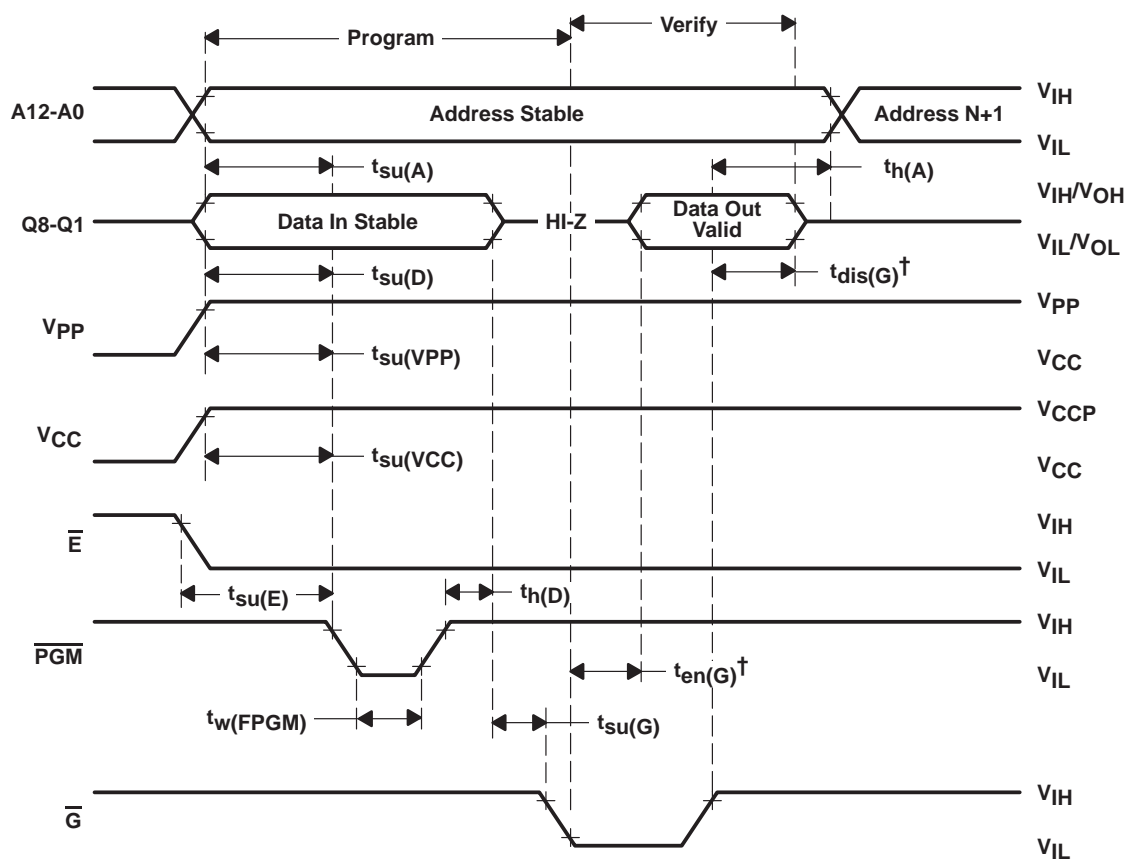 Verify
Program
A12-A0
Address Stable
Address N+1
VIH
VIL
tsu(A)
th(A)
Q8-Q1
Data In Stable
HI-Z
Data Out
Valid
VIH/VOH
VIL/VOL
tsu(D)
tdis(G)†
VPP
VPP
tsu(VPP)
VCC
VCC
VCCP
tsu(VCC)
VCC
E
VIH
VIL
tsu(E)
th(D)
PGM
VIH
VIL
ten(G)†
tw(FPGM)
tsu(G)
G
VIH
VIL